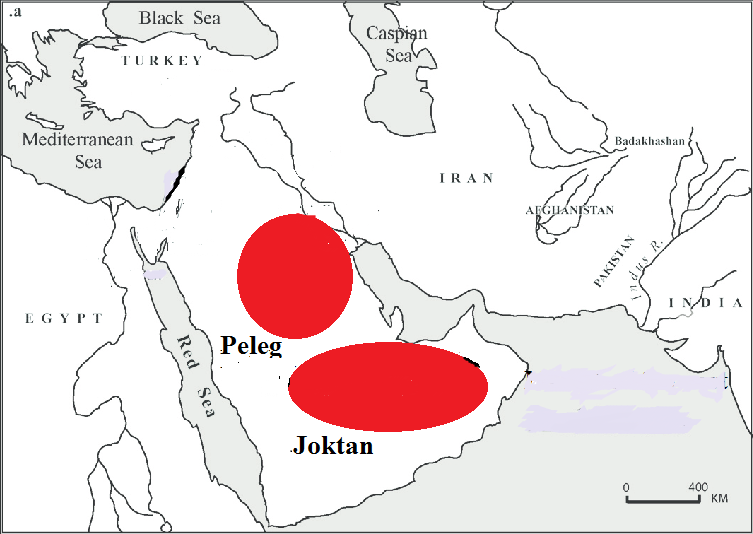 .a
Black Sea
TURKEY
Caspian
Sea
Mediterranean
Sea
Badakhashan
IRAN
AFGHANISTAN
PAKISTAN
Indus R.
INDIA
EGYPT
Red Sea
Peleg
Joktan
0 400
KM